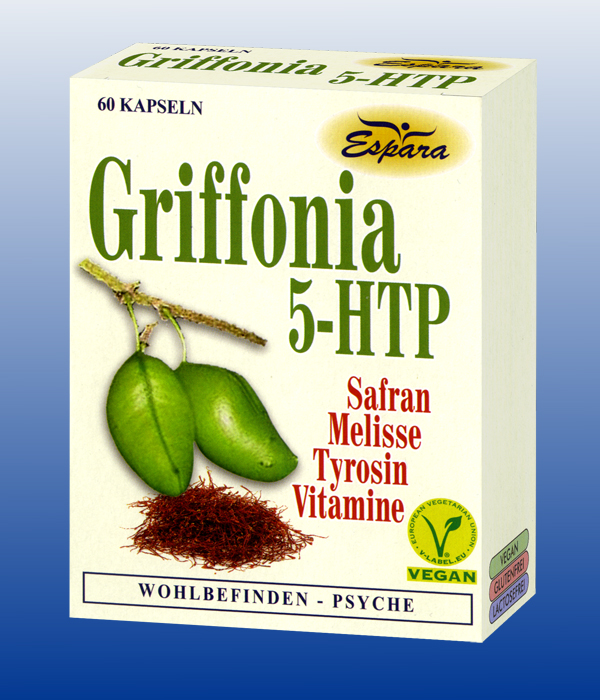 60 KAPSELN
Griffonia 5-HTP
Espara
60 KAPSELN
Espara
Griffonia
5-HTP
Safran
Melisse
Tyrosin
Vitamine
EUROPEAN VEGETARIAN UNION
V-LABEL.EU
VEGAN
WOHLBEFINDEN - PSYCHE
VEGAN
GLUTENFREI
LACTOSEFREI